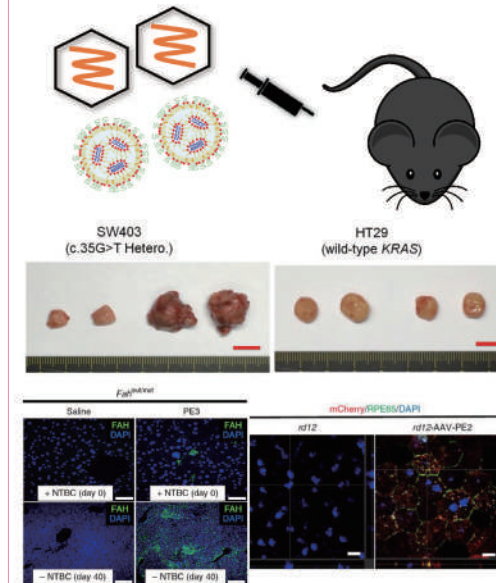 SW403
(c.35G>T Hetero.)
HT29
(wild-type KRAS)
Fah mut/mut
Saline
PE3
FAH
DAPI
+ NTBC (day 0)
FAH
DAPI
+ NTBC (day 0)
FAH
DAPI
– NTBC (day 40)
FAH
DAPI
– NTBC (day 40)
mCherry/RPE65/DAPI
rd12
rd12-AAV-PE2